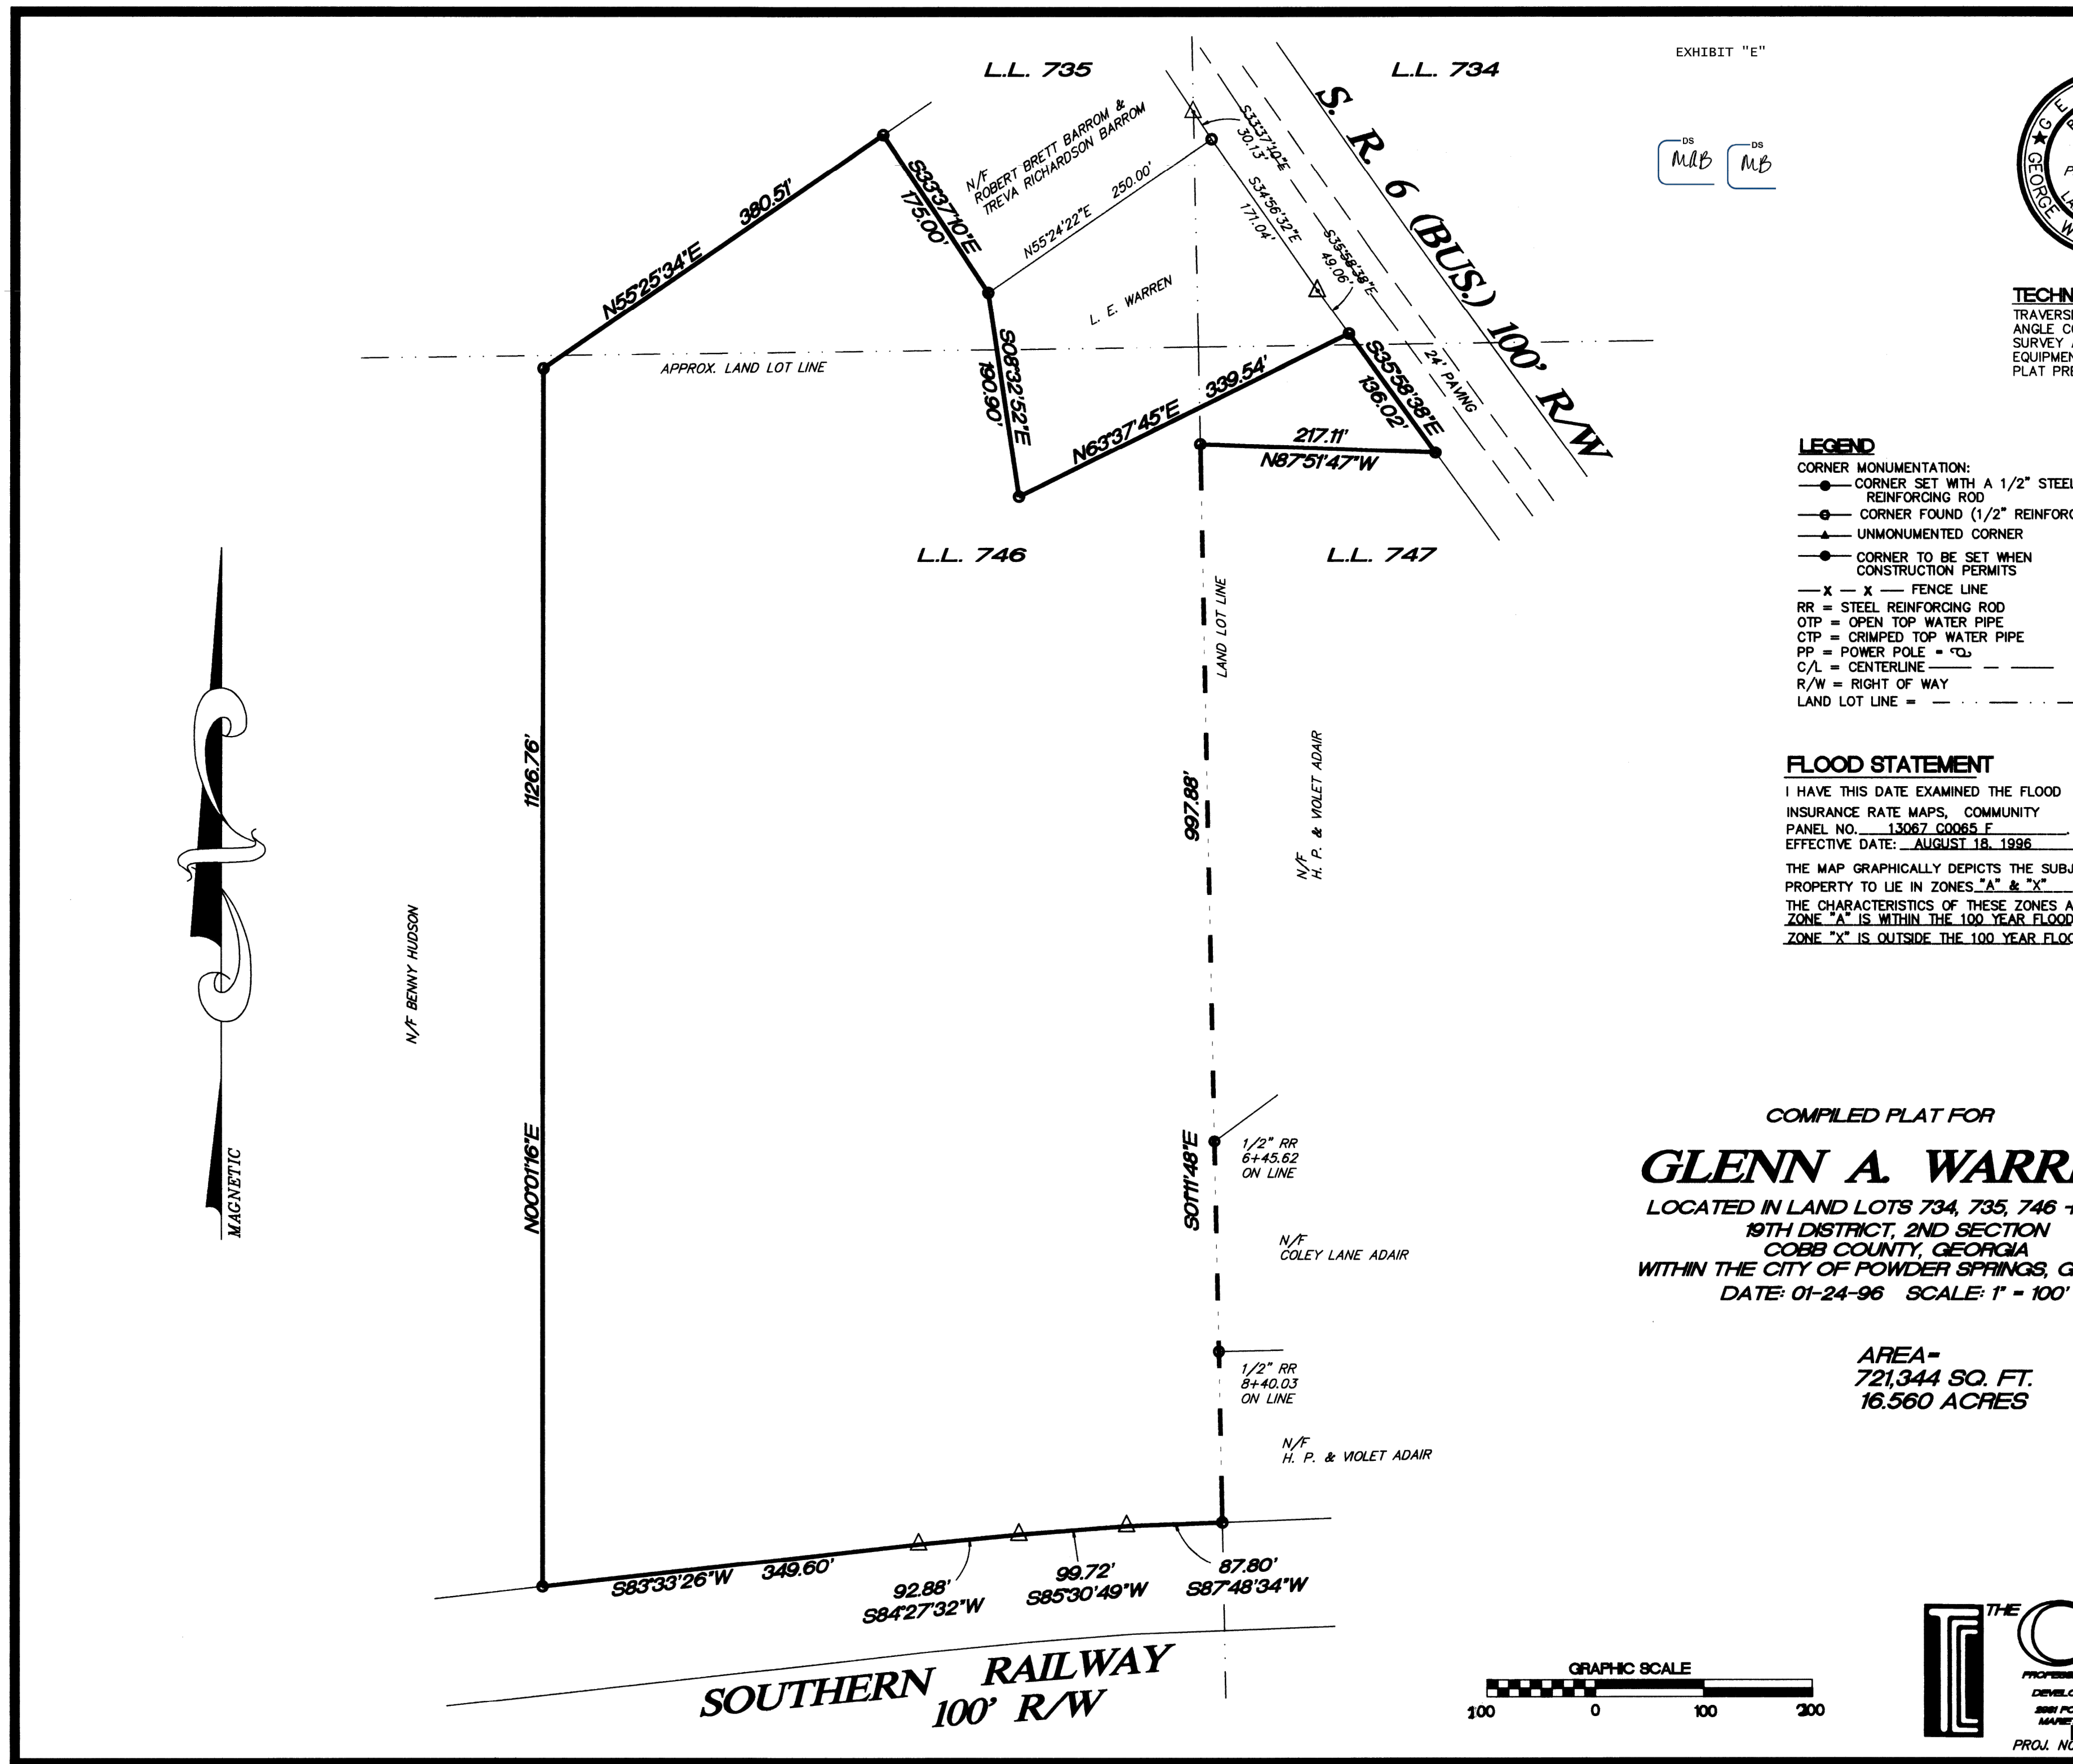 EXHIBIT "E"
DS
DS
MB
L.L. 735
L.L. 734
S. R. 6 (BUS.) 100' R/W
N/F
ROBERT BRETT BARROM &
TREVA RICHARDSON BARROM
S33°37'10"E
30.13'
380.51'
N55°25'34"E
S33°37'10"E
175.00'
N55°24'22"E 250.00'
S34°56'32"E
171.04'
S35°58'38"E
49.06'
L. E. WARREN
APPROX. LAND LOT LINE
S08°32'52"E
190.90'
N63°37'45"E 339.54'
S35°58'38"E
136.02'
24' PAVING
217.11'
N87°51'47"W
L.L. 746
L.L. 747
LAND LOT LINE
1126.76'
N00°01'16"E
997.88'
S01°11'48"E
N/F
H. P. & VIOLET ADAIR
N/F BENNY HUDSON
MAGNETIC
1/2" RR
6+45.62
ON LINE
N/F
COLEY LANE ADAIR
1/2" RR
8+40.03
ON LINE
N/F
H. P. & VIOLET ADAIR
S83°33'26"W 349.60'
92.88'
S84°27'32"W
99.72'
S85°30'49"W
87.80'
S87°48'34"W
SOUTHERN RAILWAY
100' R/W
GEORGE W
TECHN
TRAVERSE
ANGLE C
SURVEY
EQUIPMEN
PLAT PRE
LEGEND
CORNER MONUMENTATION:
CORNER SET WITH A 1/2" STEEL
REINFORCING ROD
CORNER FOUND (1/2" REINFORC
UNMONUMENTED CORNER
CORNER TO BE SET WHEN
CONSTRUCTION PERMITS
X X FENCE LINE
RR = STEEL REINFORCING ROD
OTP = OPEN TOP WATER PIPE
CTP = CRIMPED TOP WATER PIPE
PP = POWER POLE =
C/L = CENTERLINE
R/W = RIGHT OF WAY
LAND LOT LINE =
FLOOD STATEMENT
I HAVE THIS DATE EXAMINED THE FLOOD
INSURANCE RATE MAPS, COMMUNITY
PANEL NO. 13067 C0065 F.
EFFECTIVE DATE: AUGUST 18, 1996
THE MAP GRAPHICALLY DEPICTS THE SUBJ
PROPERTY TO LIE IN ZONES "A" & "X"
THE CHARACTERISTICS OF THESE ZONES A
ZONE "A" IS WITHIN THE 100 YEAR FLOOD
ZONE "X" IS OUTSIDE THE 100 YEAR FLOO
COMPILED PLAT FOR
GLENN A. WARR
LOCATED IN LAND LOTS 734, 735, 746
19TH DISTRICT, 2ND SECTION
COBB COUNTY, GEORGIA
WITHIN THE CITY OF POWDER SPRINGS, G
DATE: 01-24-96 SCALE: 1" = 100'
AREA=
721,344 SQ. FT.
16.560 ACRES
GRAPHIC SCALE
100 0 100 200
THE
PROFESSI
DEVELO
MARIE
PROJ. NO